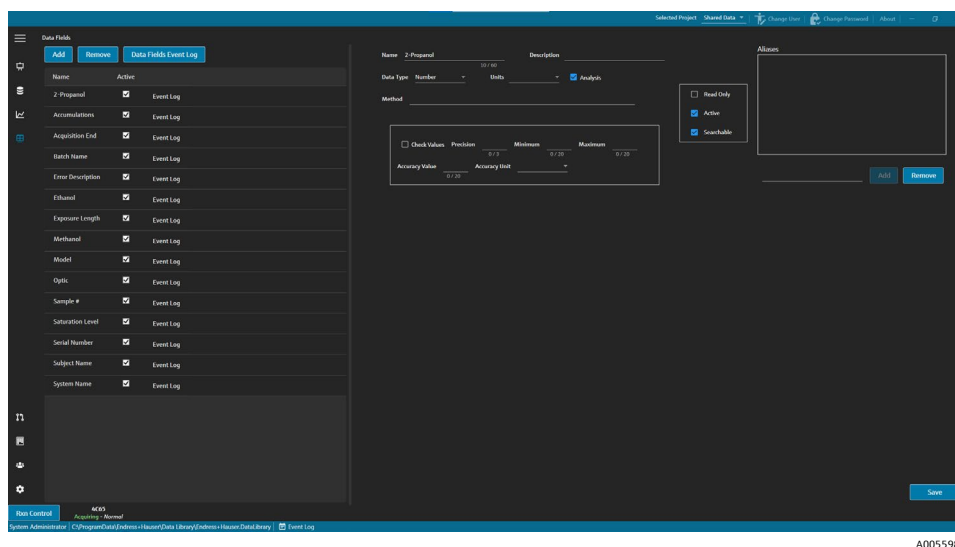 Selected Project Shared Data Change User Change Password About
Data Fields
Add Remove Data Fields Event Log
Name Active
2-Propanol Event Log
Accumulations Event Log
Acquisition End Event Log
Batch Name Event Log
Error Description Event Log
Ethanol Event Log
Exposure Length Event Log
Methanol Event Log
Model Event Log
Optic Event Log
Sample # Event Log
Saturation Level Event Log
Serial Number Event Log
Subject Name Event Log
System Name Event Log
Name 2-Propanol Description
10 / 60
Data Type Number Units Analysis
Method
Check Values Precision Minimum Maximum
0 / 3 0 / 20 0 / 20
Accuracy Value Accuracy Unit
0 / 20
Read Only
Active
Searchable
Aliases
Add Remove
Save
Rxn Control 4C65
Acquiring - Normal
System Administrator C:\ProgramData\Endress+Hauser\Data Library\Endress+Hauser.DataLibrary Event Log